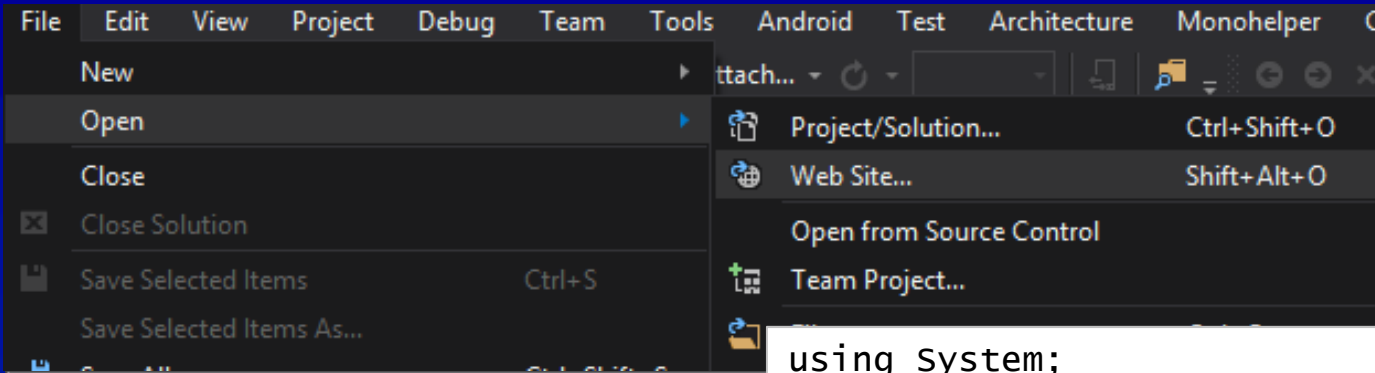 File Edit View Project Debug Team Tools Android Test Architecture Monohelper
New
Open
Close
Close Solution
Save Selected Items Ctrl+S
Save Selected Items As...
ttach...
Project/Solution... Ctrl+Shift+O
Web Site... Shift+Alt+O
Open from Source Control
Team Project...
using System;